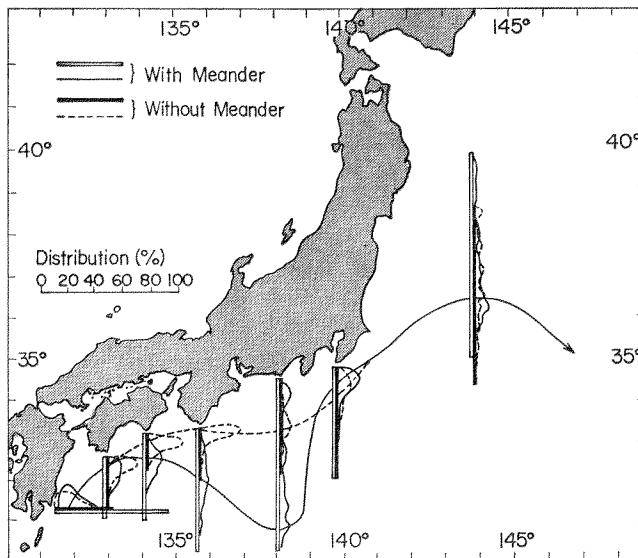 135° 140° 145°
} With Meander
} Without Meander
40° 40°
Distribution (%)
0 10 20 40 60 80 100
35° 35°
135° 140° 145°